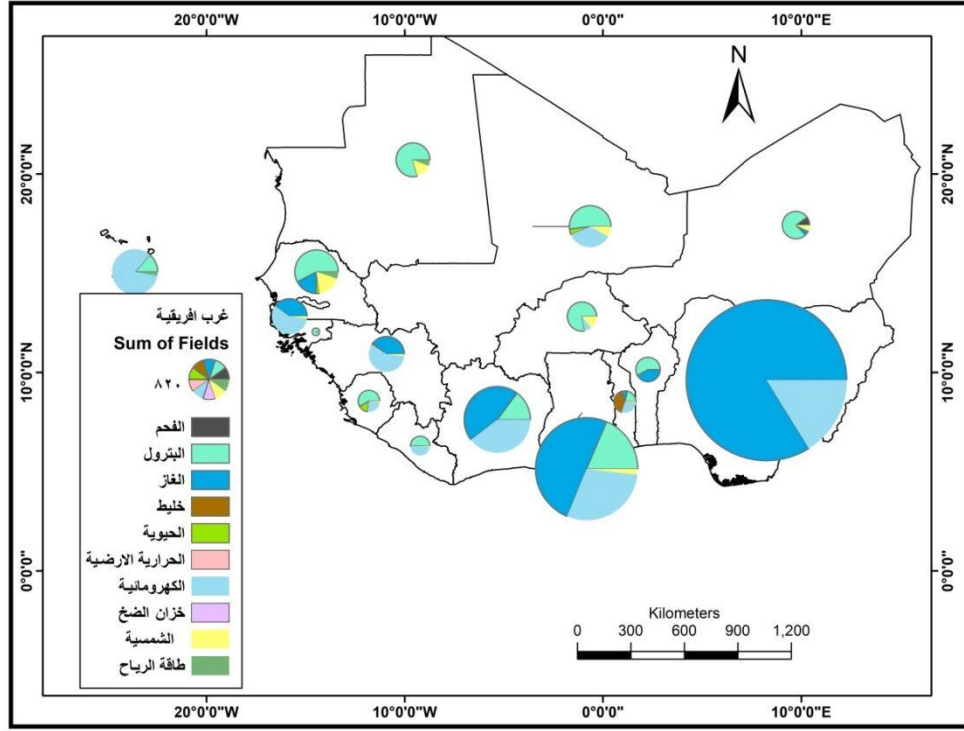 20°0'0"W 10°0'0"W 0°0'0" 10°0'0"E
N
20°0'0"N 20°0'0"N
10°0'0"N 10°0'0"N
0°0'0" 0°0'0"
غرب افريقية
Sum of Fields
٨٢٠
الفحم
البترول
الغاز
خليط
الحيوية
الحرارية الارضية
الكهرومائية
خزان الضخ
الشمسية
طاقة الرياح
Kilometers
0 300 600 900 1,200
20°0'0"W 10°0'0"W 0°0'0" 10°0'0"E